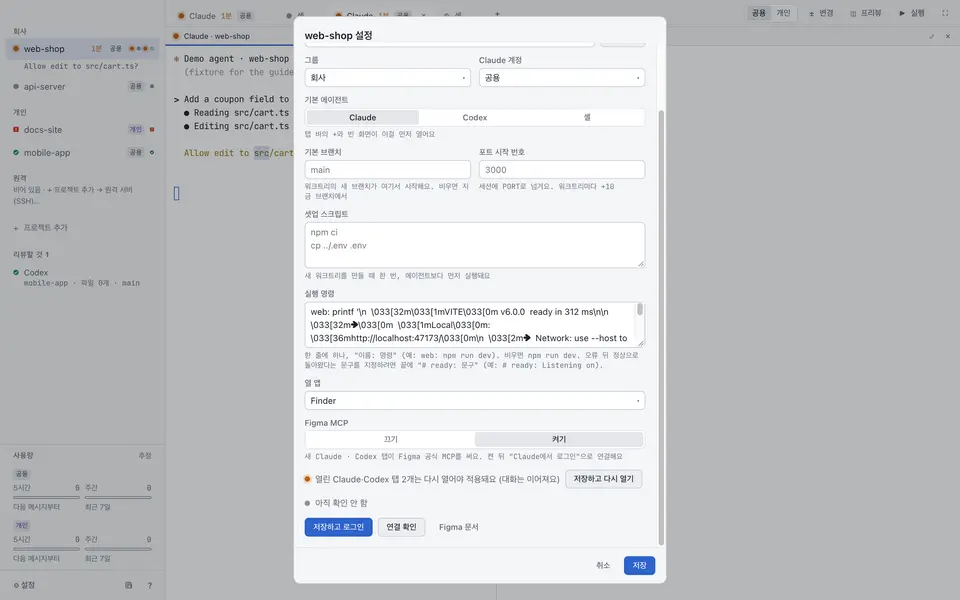 Claude 1분 공용
Claude 1분 공용
공용 개인
변경
프리뷰
실행
회사
web-shop 1분 공용
Allow edit to src/cart.ts?
api-server 공용
개인
docs-site 개인
mobile-app 공용
원격
비어 있음 · + 프로젝트 추가 → 원격 서버
(SSH)…
+ 프로젝트 추가
리뷰할 것 1
Codex
mobile-app · 파일 0개 · main
사용량 추정
공용
5시간 0 주간 0
다음 메시지부터 최근 7일
개인
5시간 0 주간 0
다음 메시지부터 최근 7일
설정 ?
Claude · web-shop
Demo agent · web-shop
(fixture for the guide
> Add a coupon field to
● Reading src/cart.ts
● Editing src/cart.ts
Allow edit to src/cart
web-shop 설정
그룹 Claude 계정
회사 공용
기본 에이전트
Claude Codex 셸
탭 바의 +와 빈 화면이 이걸 먼저 열어요
기본 브랜치 포트 시작 번호
main 3000
워크트리의 새 브랜치가 여기서 시작해요. 비우면 지
금 브랜치에서
세션에 PORT로 넘겨요. 워크트리마다 +10
셋업 스크립트
npm ci
cp ../.env .env
새 워크트리를 만들 때 한 번, 에이전트보다 먼저 실행돼요
실행 명령
web: printf '\n \033[32m\033[1mVITE\033[0m v6.0.0 ready in 312 ms\n\n
\033[32m➜\033[0m \033[1mLocal\033[0m:
\033[36mhttp://localhost:47173/\033[0m\n \033[2m➜ Network: use --host to
한 줄에 하나, "이름: 명령" (예: web: npm run dev). 비우면 npm run dev. 오류 뒤 정상으로
돌아왔다는 문구를 지정하려면 끝에 "# ready: 문구" (예: # ready: Listening on).
열 앱
Finder
Figma MCP
끄기 켜기
새 Claude · Codex 탭이 Figma 공식 MCP를 써요. 켠 뒤 "Claude에서 로그인"으로 연결해요
열린 Claude·Codex 탭 2개는 다시 열어야 적용돼요 (대화는 이어져요) 저장하고 다시 열기
아직 확인 안 함
저장하고 로그인 연결 확인 Figma 문서
취소 저장